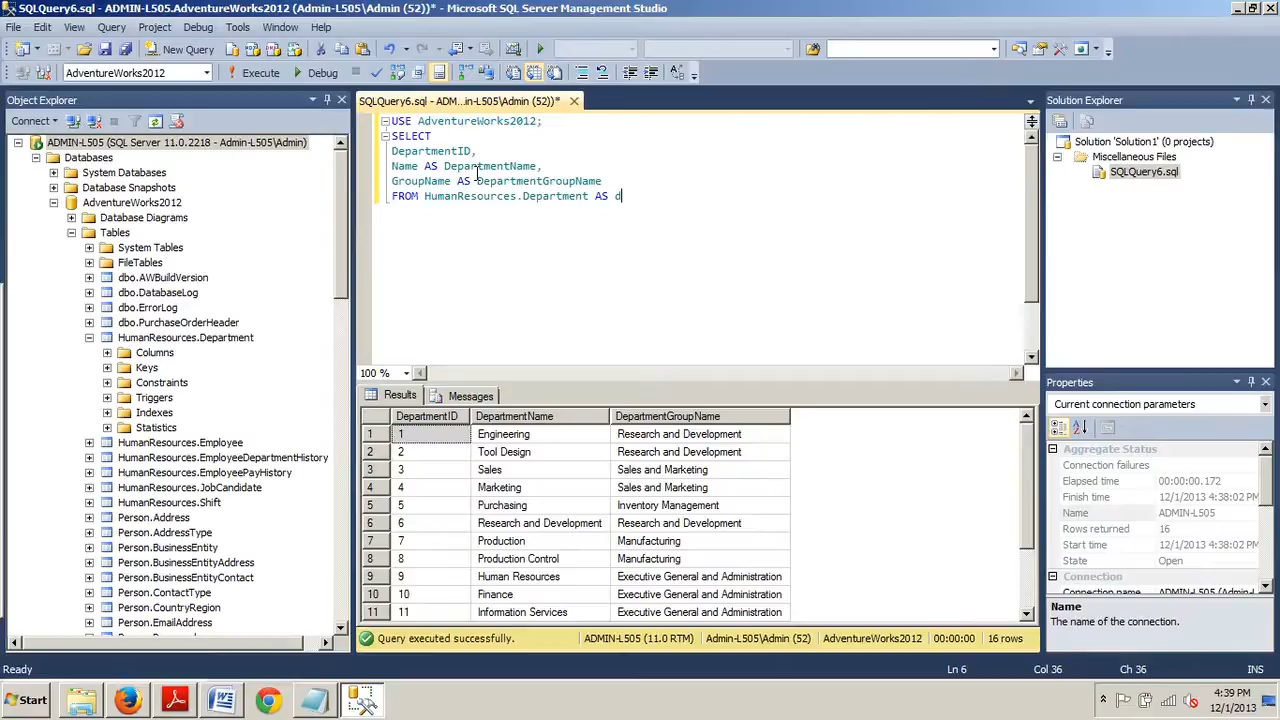 SQLQuery6.sql - Admin-L505.AdventureWorks2012 (Admin-L505\Admin (52))* - Microsoft SQL Server Management Studio
File Edit View Query Project Debug Tools Window Help
New Query
AdventureWorks2012 Execute Debug
Object Explorer
Connect
ADMIN-L505 (SQL Server 11.0.2218 - Admin-L505\Admin)
Databases
System Databases
Database Snapshots
AdventureWorks2012
Database Diagrams
Tables
System Tables
FileTables
dbo.AWBuildVersion
dbo.DatabaseLog
dbo.ErrorLog
dbo.PurchaseOrderHeader
HumanResources.Department
Columns
Keys
Constraints
Triggers
Indexes
Statistics
HumanResources.Employee
HumanResources.EmployeeDepartmentHistory
HumanResources.EmployeePayHistory
HumanResources.JobCandidate
HumanResources.Shift
Person.Address
Person.AddressType
Person.BusinessEntity
Person.BusinessEntityAddress
Person.BusinessEntityContact
Person.ContactType
Person.CountryRegion
Person.EmailAddress
SQLQuery6.sql - ADM...in-L505\Admin (52))*
USE AdventureWorks2012;
SELECT
DepartmentID,
Name AS DepartmentName,
GroupName AS DepartmentGroupName
FROM HumanResources.Department AS d
100 %
Results Messages
DepartmentID DepartmentName DepartmentGroupName
1 1 Engineering Research and Development
2 2 Tool Design Research and Development
3 3 Sales Sales and Marketing
4 4 Marketing Sales and Marketing
5 5 Purchasing Inventory Management
6 6 Research and Development Research and Development
7 7 Production Manufacturing
8 8 Production Control Manufacturing
9 9 Human Resources Executive General and Administration
10 10 Finance Executive General and Administration
11 11 Information Services Executive General and Administration
Query executed successfully. ADMIN-L505 (11.0 RTM) Admin-L505\Admin (52) AdventureWorks2012 00:00:00 16 rows
Solution Explorer
Solution 'Solution1' (0 projects)
Miscellaneous Files
SQLQuery6.sql
Properties
Current connection parameters
Aggregate Status
Connection failures
Elapsed time 00:00:00.172
Finish time 12/1/2013 4:38:02 PM
Name ADMIN-L505
Rows returned 16
Start time 12/1/2013 4:38:02 PM
State Open
Connection
Connection name ADMIN-L505 (Admin
Name
The name of the connection.
Ready Ln 6 Col 36 Ch 36 INS
Start 4:39 PM
12/1/2013